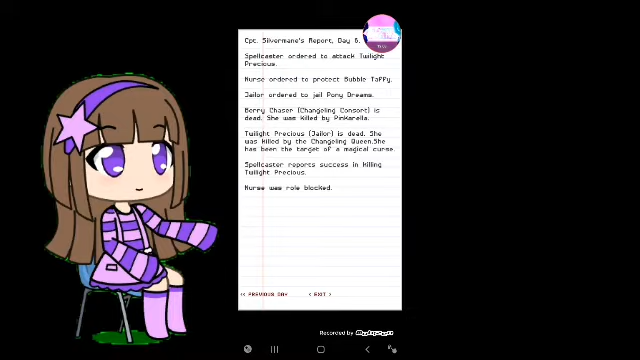 Cpt. Silvermane's Report, Day 6.
Spellcaster ordered to attack Twilight
Precious.
Nurse ordered to protect Bubble Taffy.
Jailor ordered to jail Pony Dreams.
Berry Chaser (Changeling Consort) is
dead. She was killed by Pinkarella.
Twilight Precious (Jailor) is dead. She
was killed by the Changeling Queen.She
has been the target of a magical curse.
Spellcaster reports success in killing
Twilight Precious.
Nurse was role blocked.
<< PREVIOUS DAY
< EXIT >
Recorded by